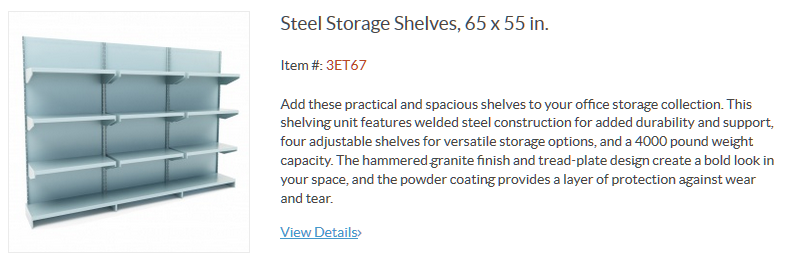 Steel Storage Shelves, 65 x 55 in.
Item #: 3ET67
Add these practical and spacious shelves to your office storage collection. This
shelving unit features welded steel construction for added durability and support,
four adjustable shelves for versatile storage options, and a 4000 pound weight
capacity. The hammered granite finish and tread-plate design create a bold look in
your space, and the powder coating provides a layer of protection against wear
and tear.
View Details›